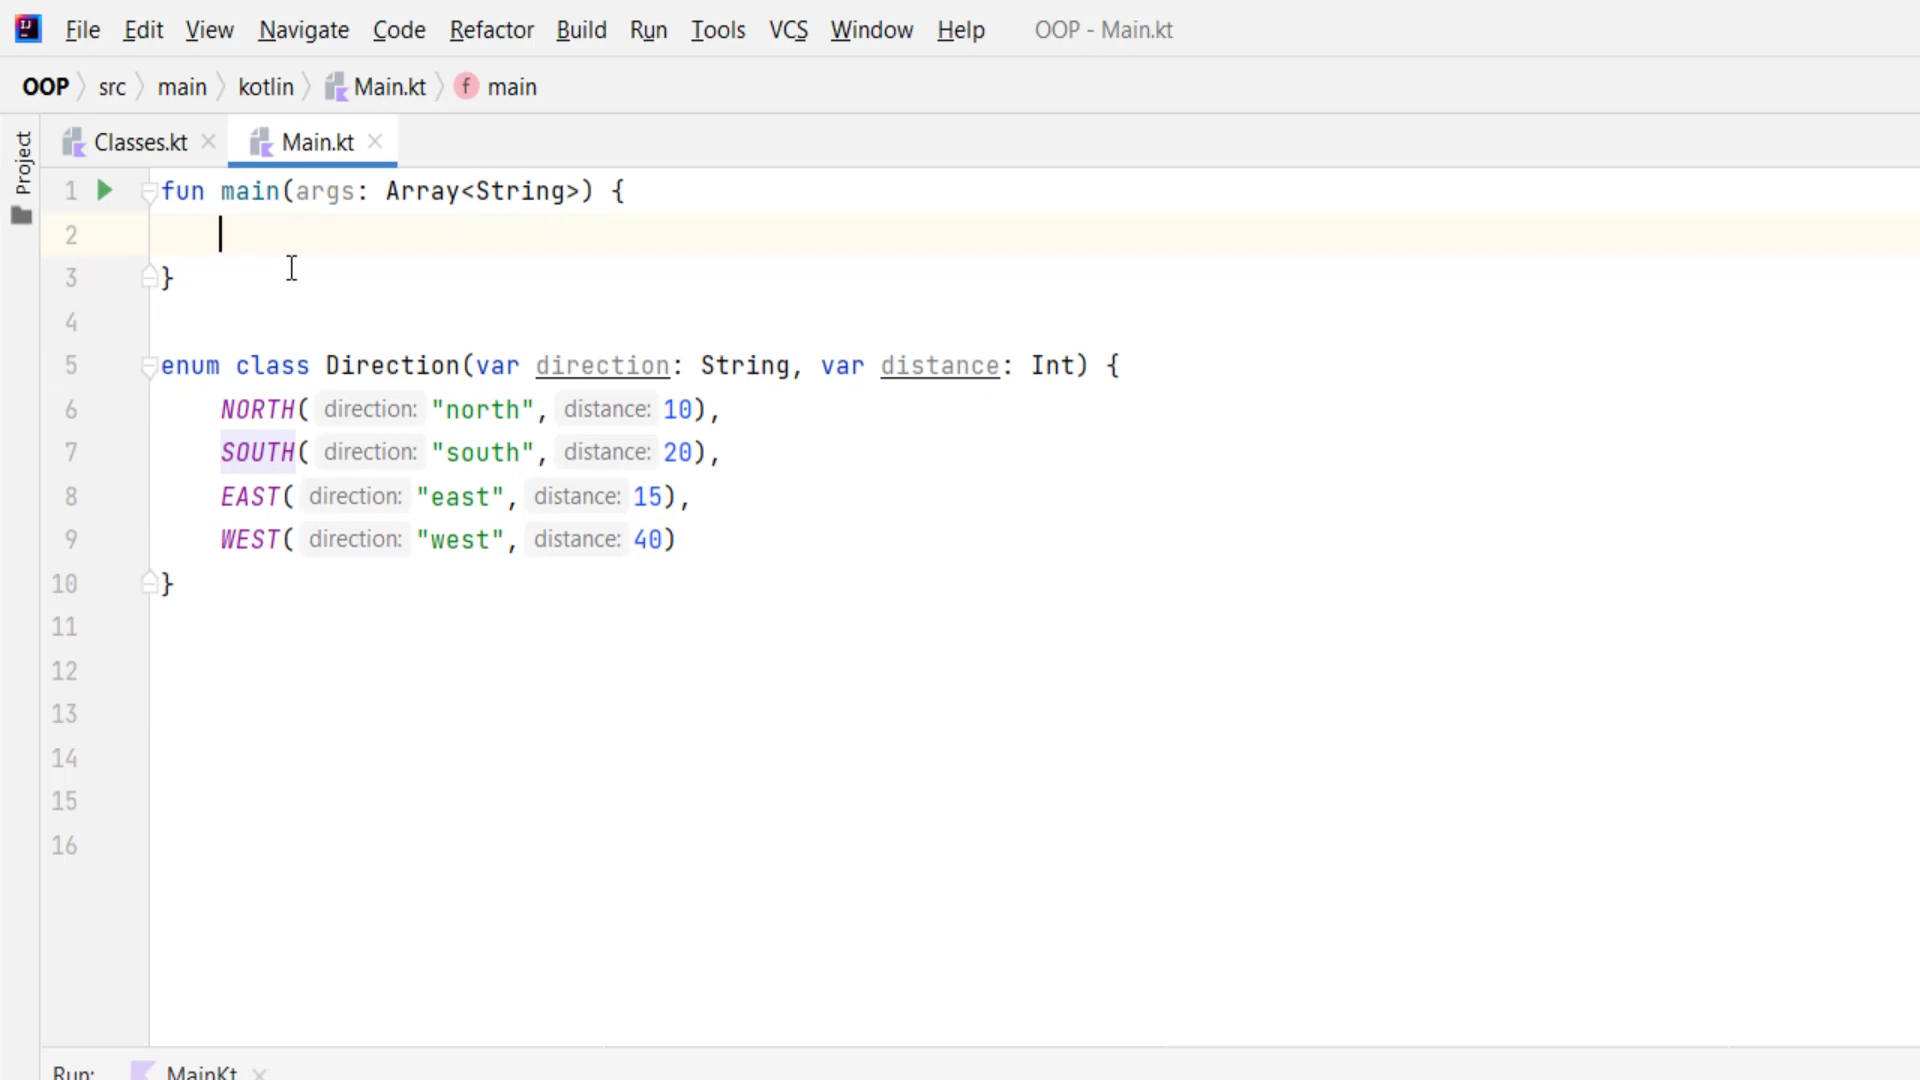 File Edit View Navigate Code Refactor Build Run Tools VCS Window Help OOP - Main.kt
OOP src main kotlin Main.kt f main
Project
Classes.kt Main.kt
1 fun main(args: Array<String>) {
2
3 }
4
5 enum class Direction(var direction: String, var distance: Int) {
6 NORTH( direction: "north", distance: 10),
7 SOUTH( direction: "south", distance: 20),
8 EAST( direction: "east", distance: 15),
9 WEST( direction: "west", distance: 40)
10 }
11
12
13
14
15
16
Run: MainKt